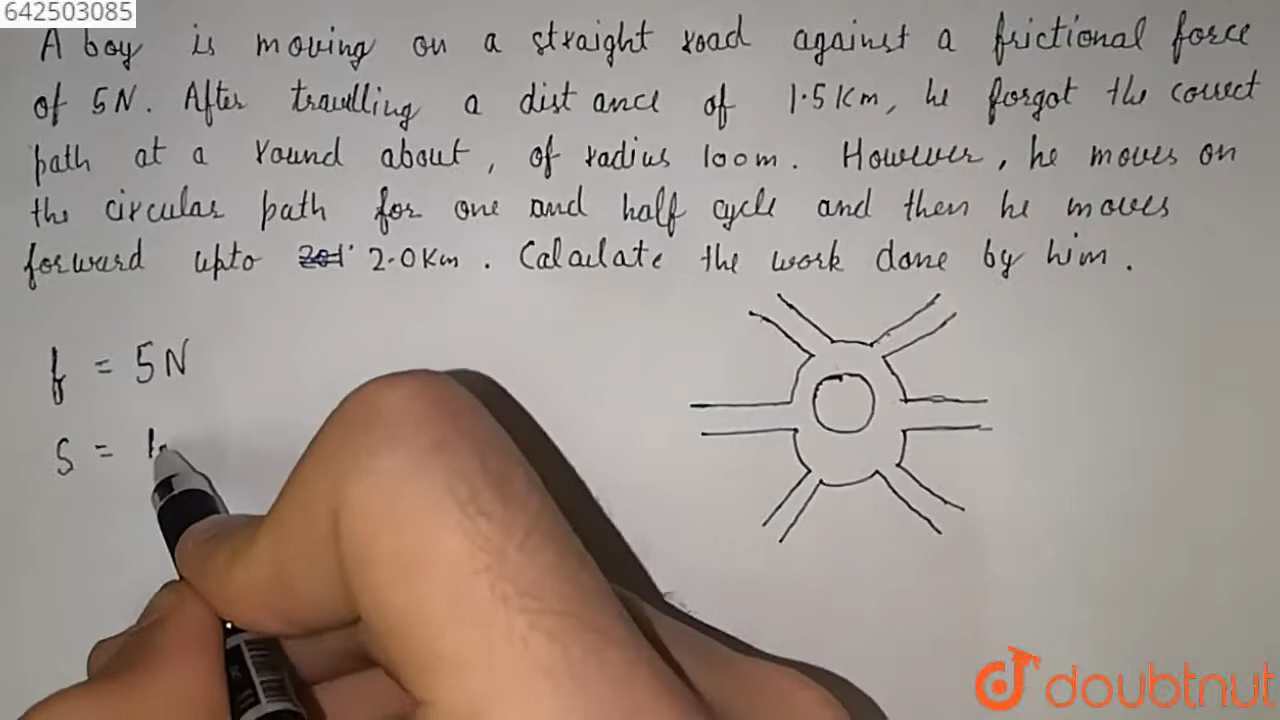 642503085
A boy is moving on a straight road against a frictional force
of 5N. After travelling a distance of 1.5 Km, he forgot the correct
path at a round about, of radius 100m. However, he moves on
the circular path for one and half cycle and then he moves
forward upto 2.0 Km. Calculate the work done by him.
f = 5N
S = 1
doubtnut